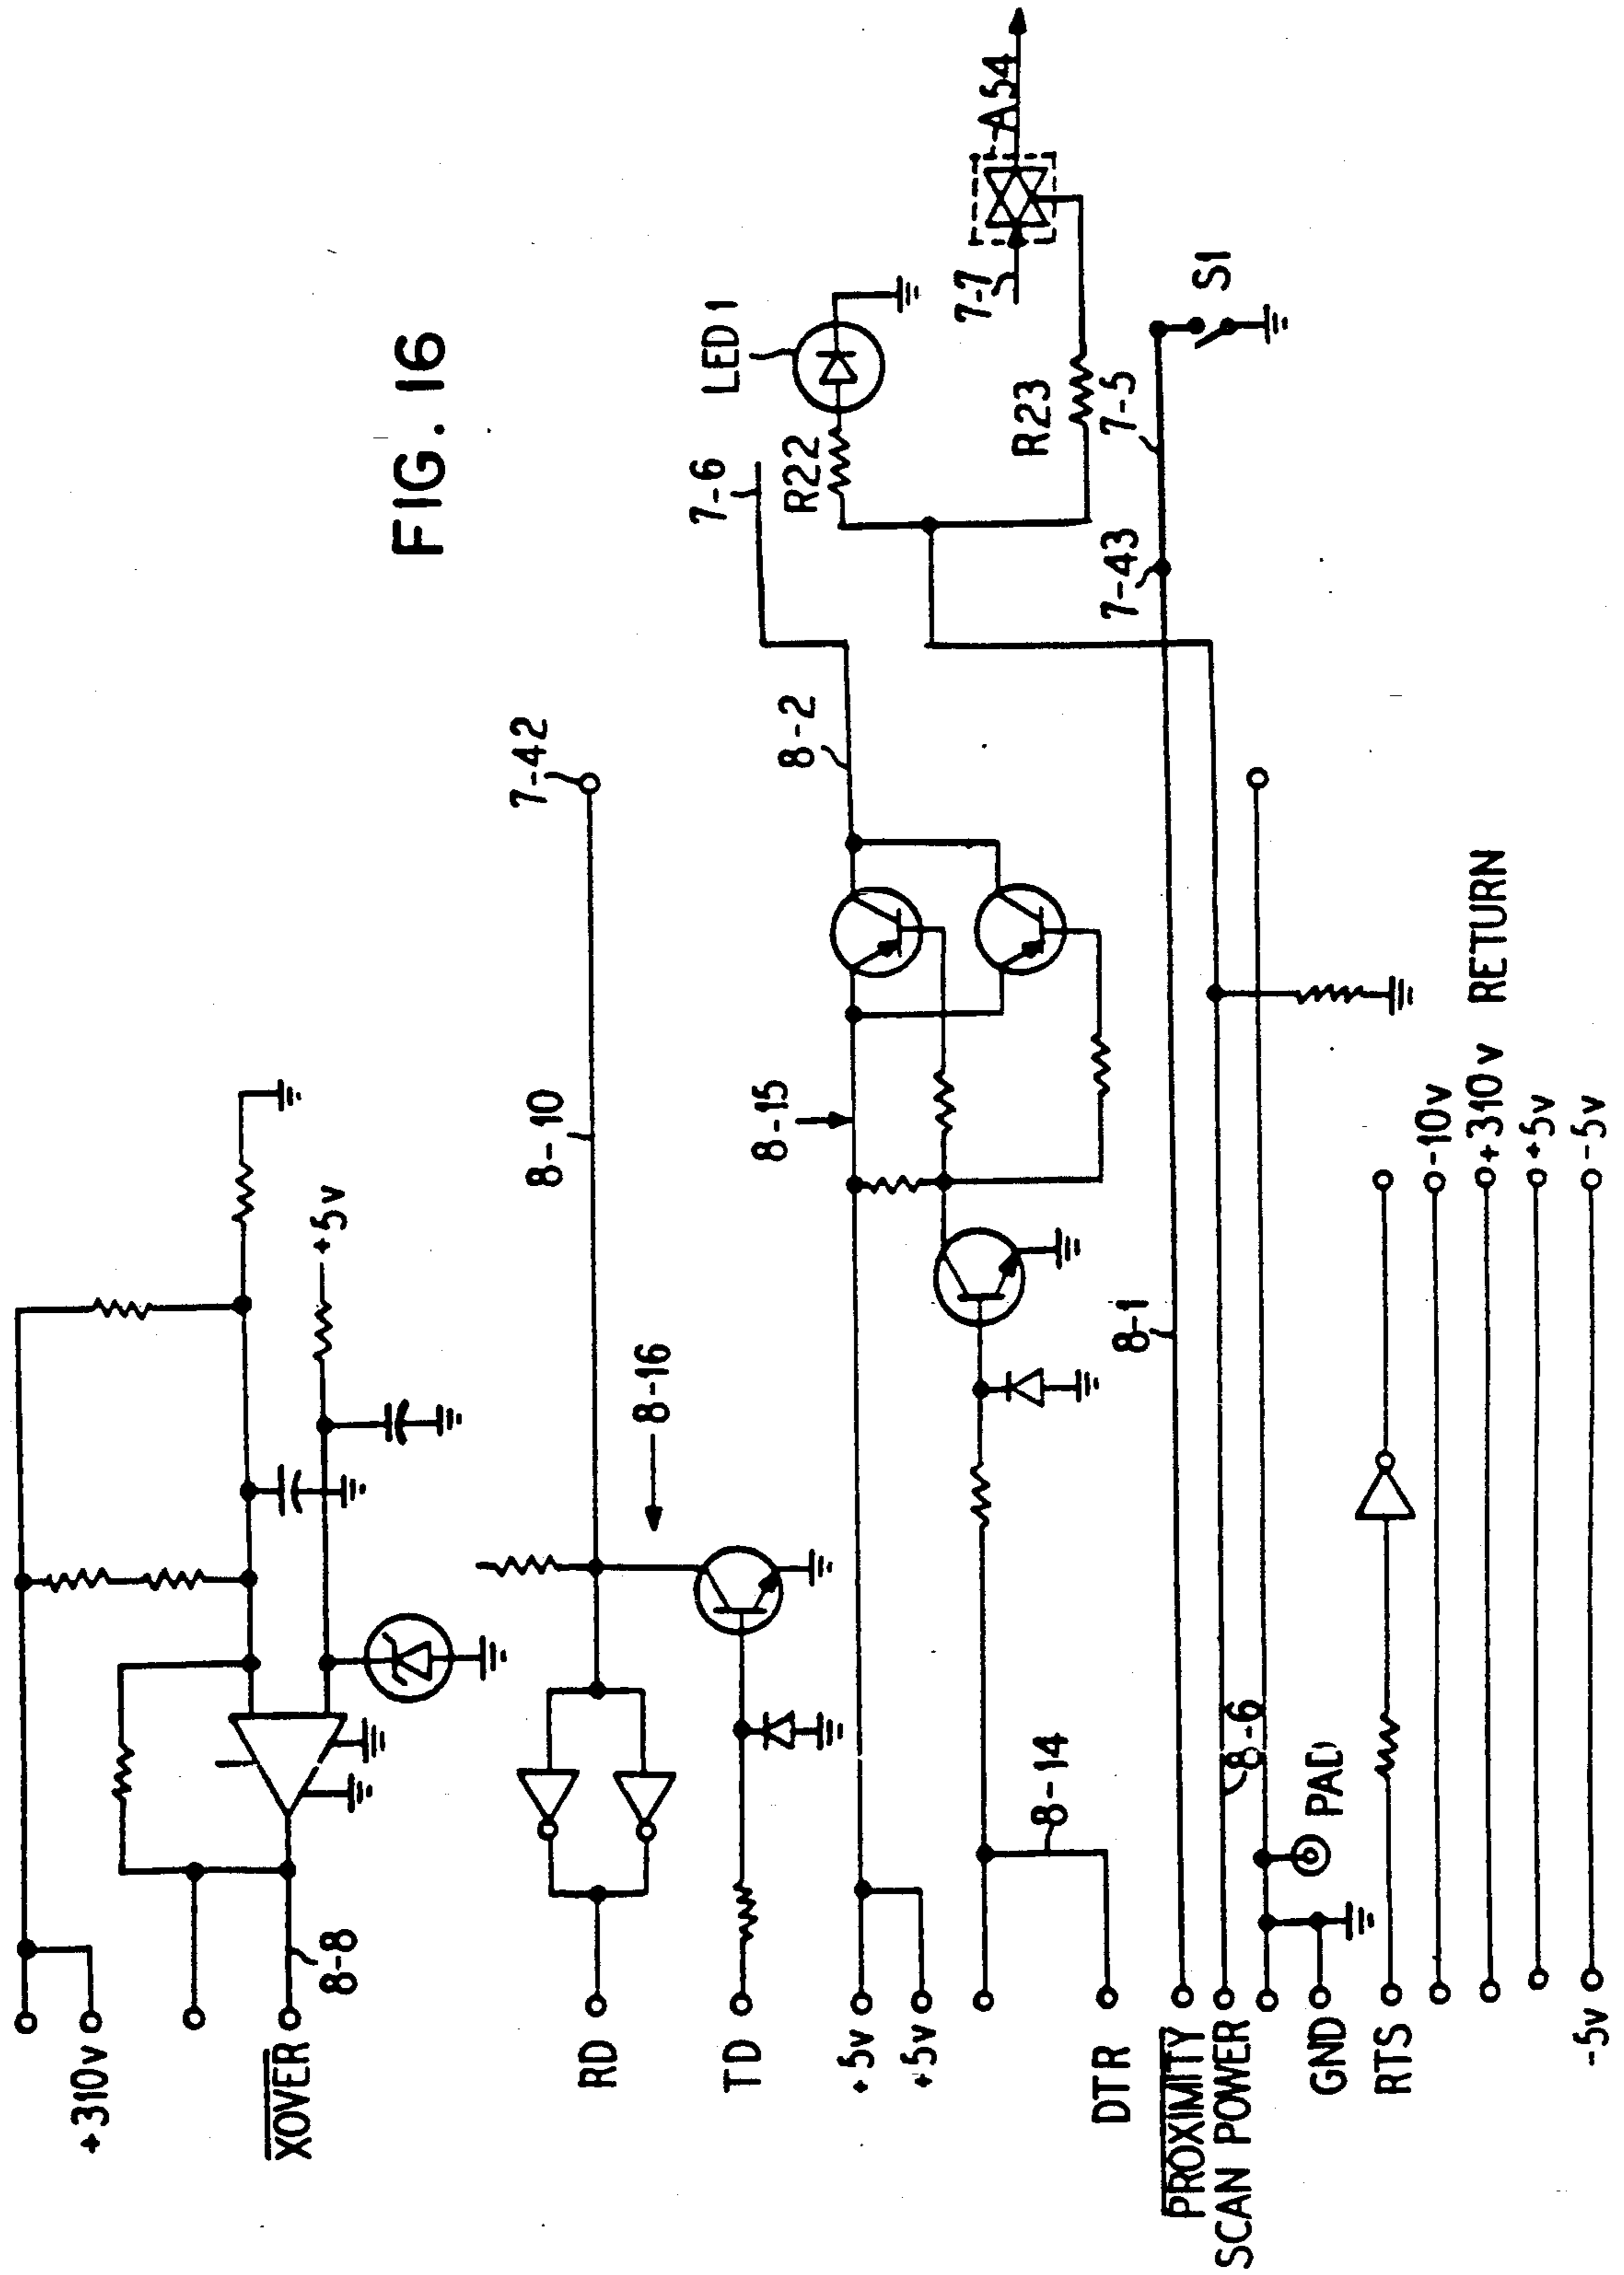 FIG. 16
+310v
XOVER
8-8
+5v
RD
8-10
7-42
TD
8-16
+5v
+5v
8-15
8-2
7-6
R22
LED 1
7-7
A54
R23
DTR
8-14
PROXIMITY
8-1
7-43
7-5
S1
SCAN POWER
8-6
PAD
GND
RTS
-10v
+310v RETURN
+5v
-5v
-5v